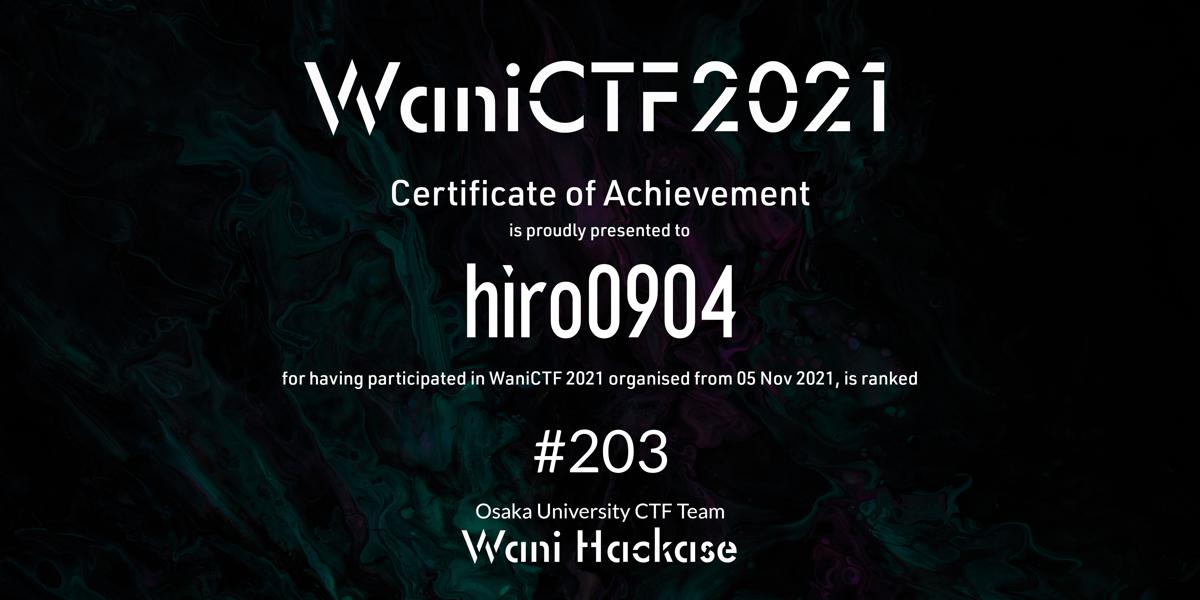 WaniCTF2021
Certificate of Achievement
is proudly presented to
hiro0904
for having participated in WaniCTF 2021 organised from 05 Nov 2021, is ranked
#203
Osaka University CTF Team
Wani Hackase